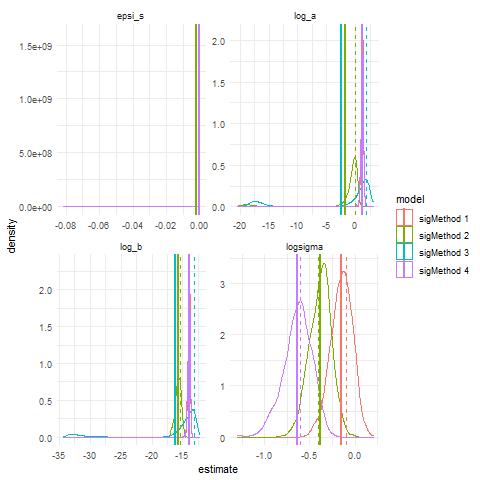 epsi_s
log_a
1.5e+09
1.0e+09
5.0e+08
0.0e+00
-0.08 -0.06 -0.04 -0.02 0.00
2.0
1.5
1.0
0.5
0.0
-20 -15 -10 -5 0
density
log_b
logsigma
2.0
1.5
1.0
0.5
0.0
-35 -30 -25 -20 -15
3
2
1
0
-1.0 -0.5 0.0
estimate
model
sigMethod 1
sigMethod 2
sigMethod 3
sigMethod 4